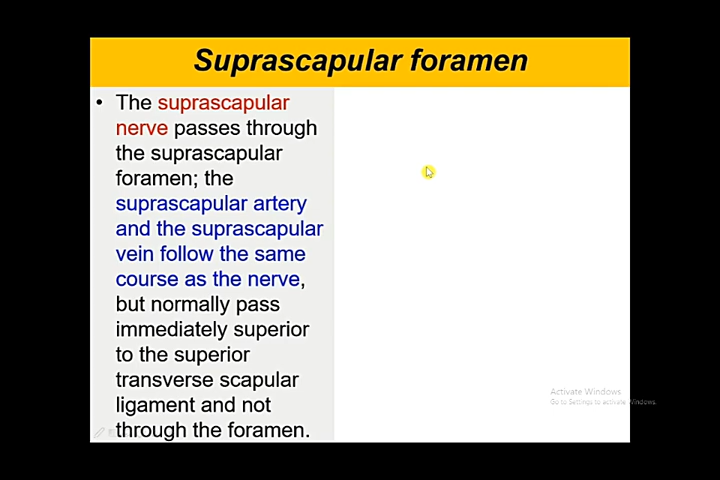 Suprascapular foramen
• The suprascapular
nerve passes through
the suprascapular
foramen; the
suprascapular artery
and the suprascapular
vein follow the same
course as the nerve,
but normally pass
immediately superior
to the superior
transverse scapular
ligament and not
through the foramen.
Activate Windows
Go to Settings to activate Windows.